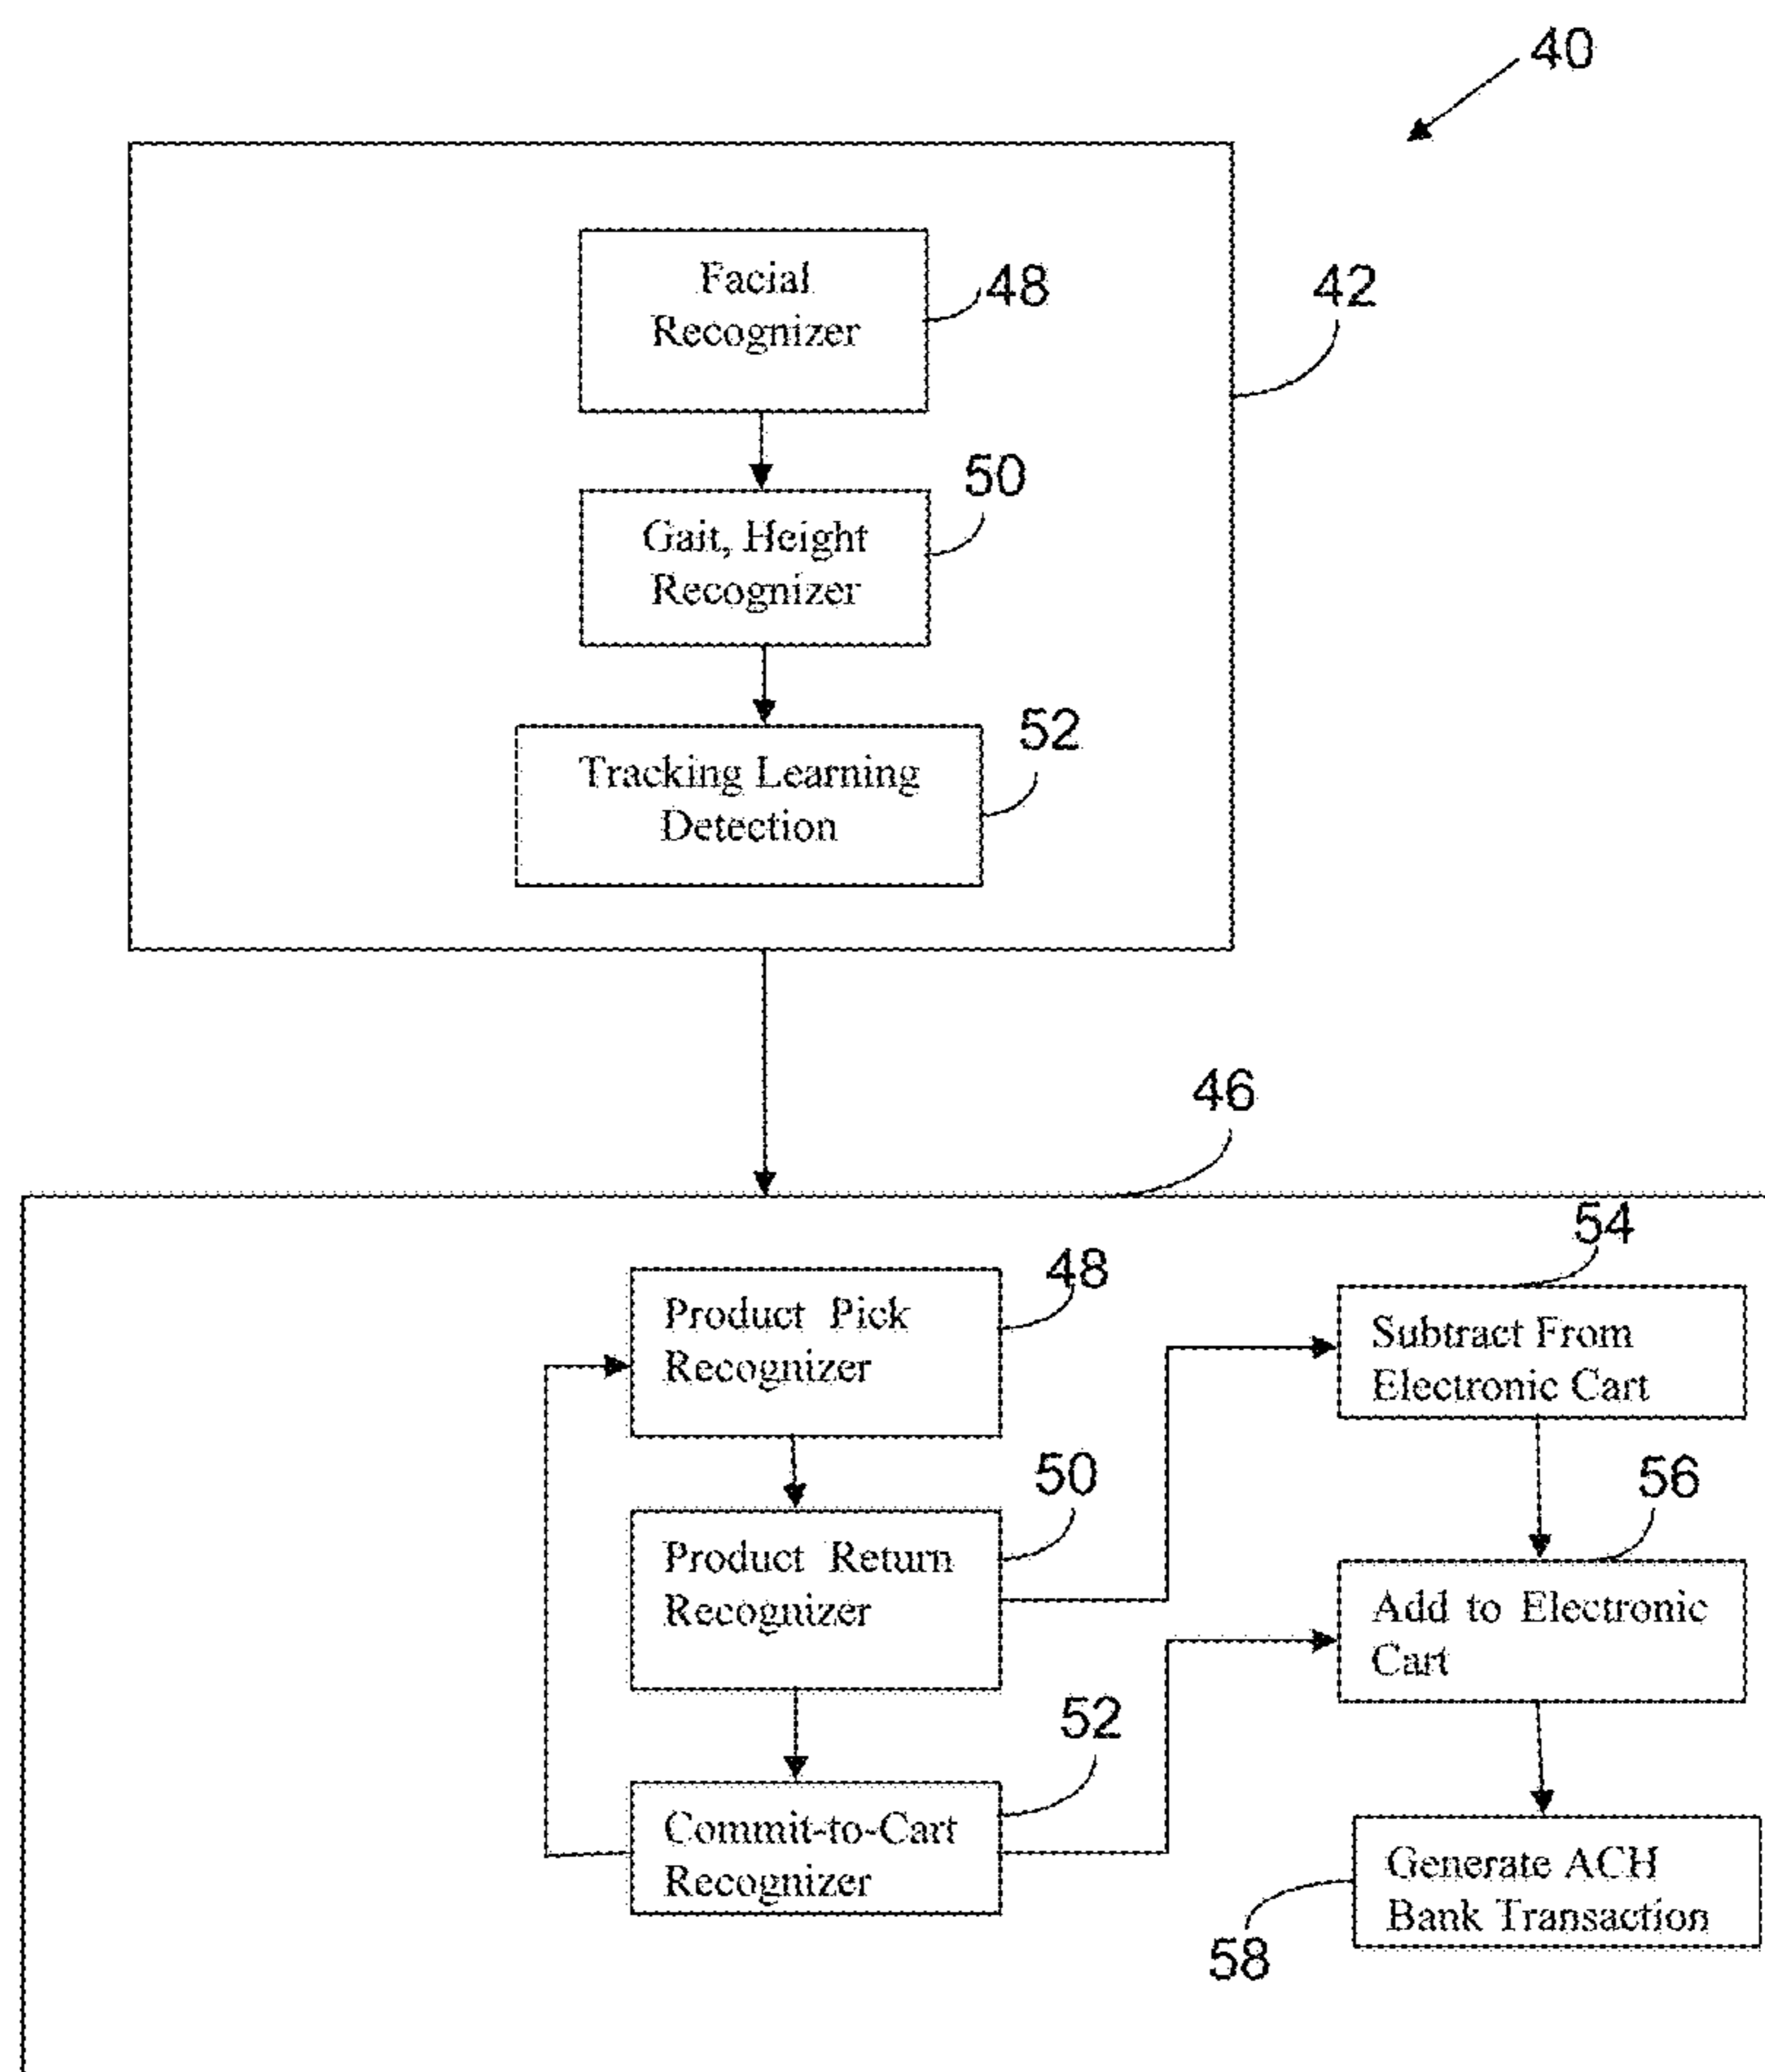 40
Facial
Recognizer
48
42
50
Gait, Height
Recognizer
52
Tracking Learning
Detection
46
54
48
Product Pick
Recognizer
Subtract From
Electronic Cart
50
56
Product Return
Recognizer
Add to Electronic
Cart
52
Commit-to-Cart
Recognizer
Generate ACH
Bank Transaction
58